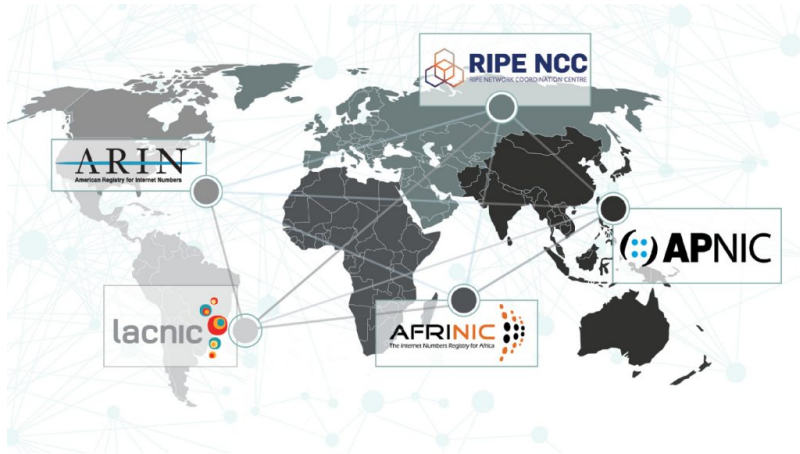 RIPE NCC
RIPE NETWORK COORDINATION CENTRE
ARIN
American Registry for Internet Numbers
APNIC
lacnic
AFRINIC
The Internet Numbers Registry for Africa